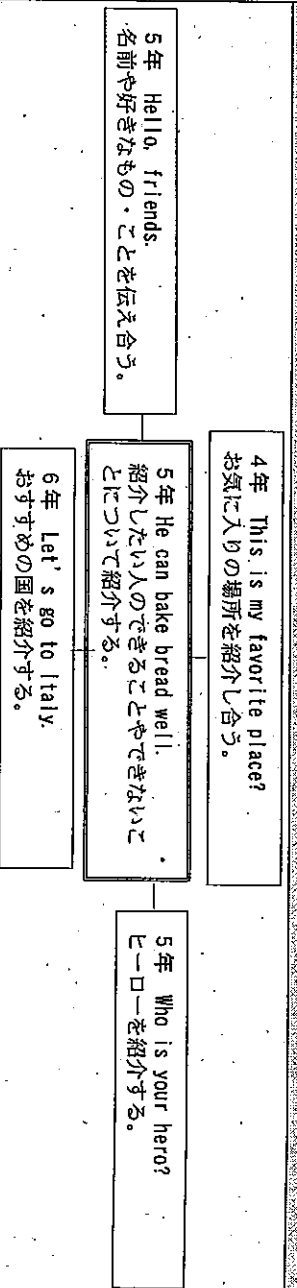 4年 This is my favorite place?
お気に入りの場所を紹介し合う。
5年 Hello, friends.
名前や好きなもの・ことを伝え合う。
5年 He can bake bread well.
紹介したい人のできることやできないこ
とについて紹介する。
5年 Who is your hero?
ヒーローを紹介する。
6年 Let's go to Italy.
おすすめの国を紹介する。